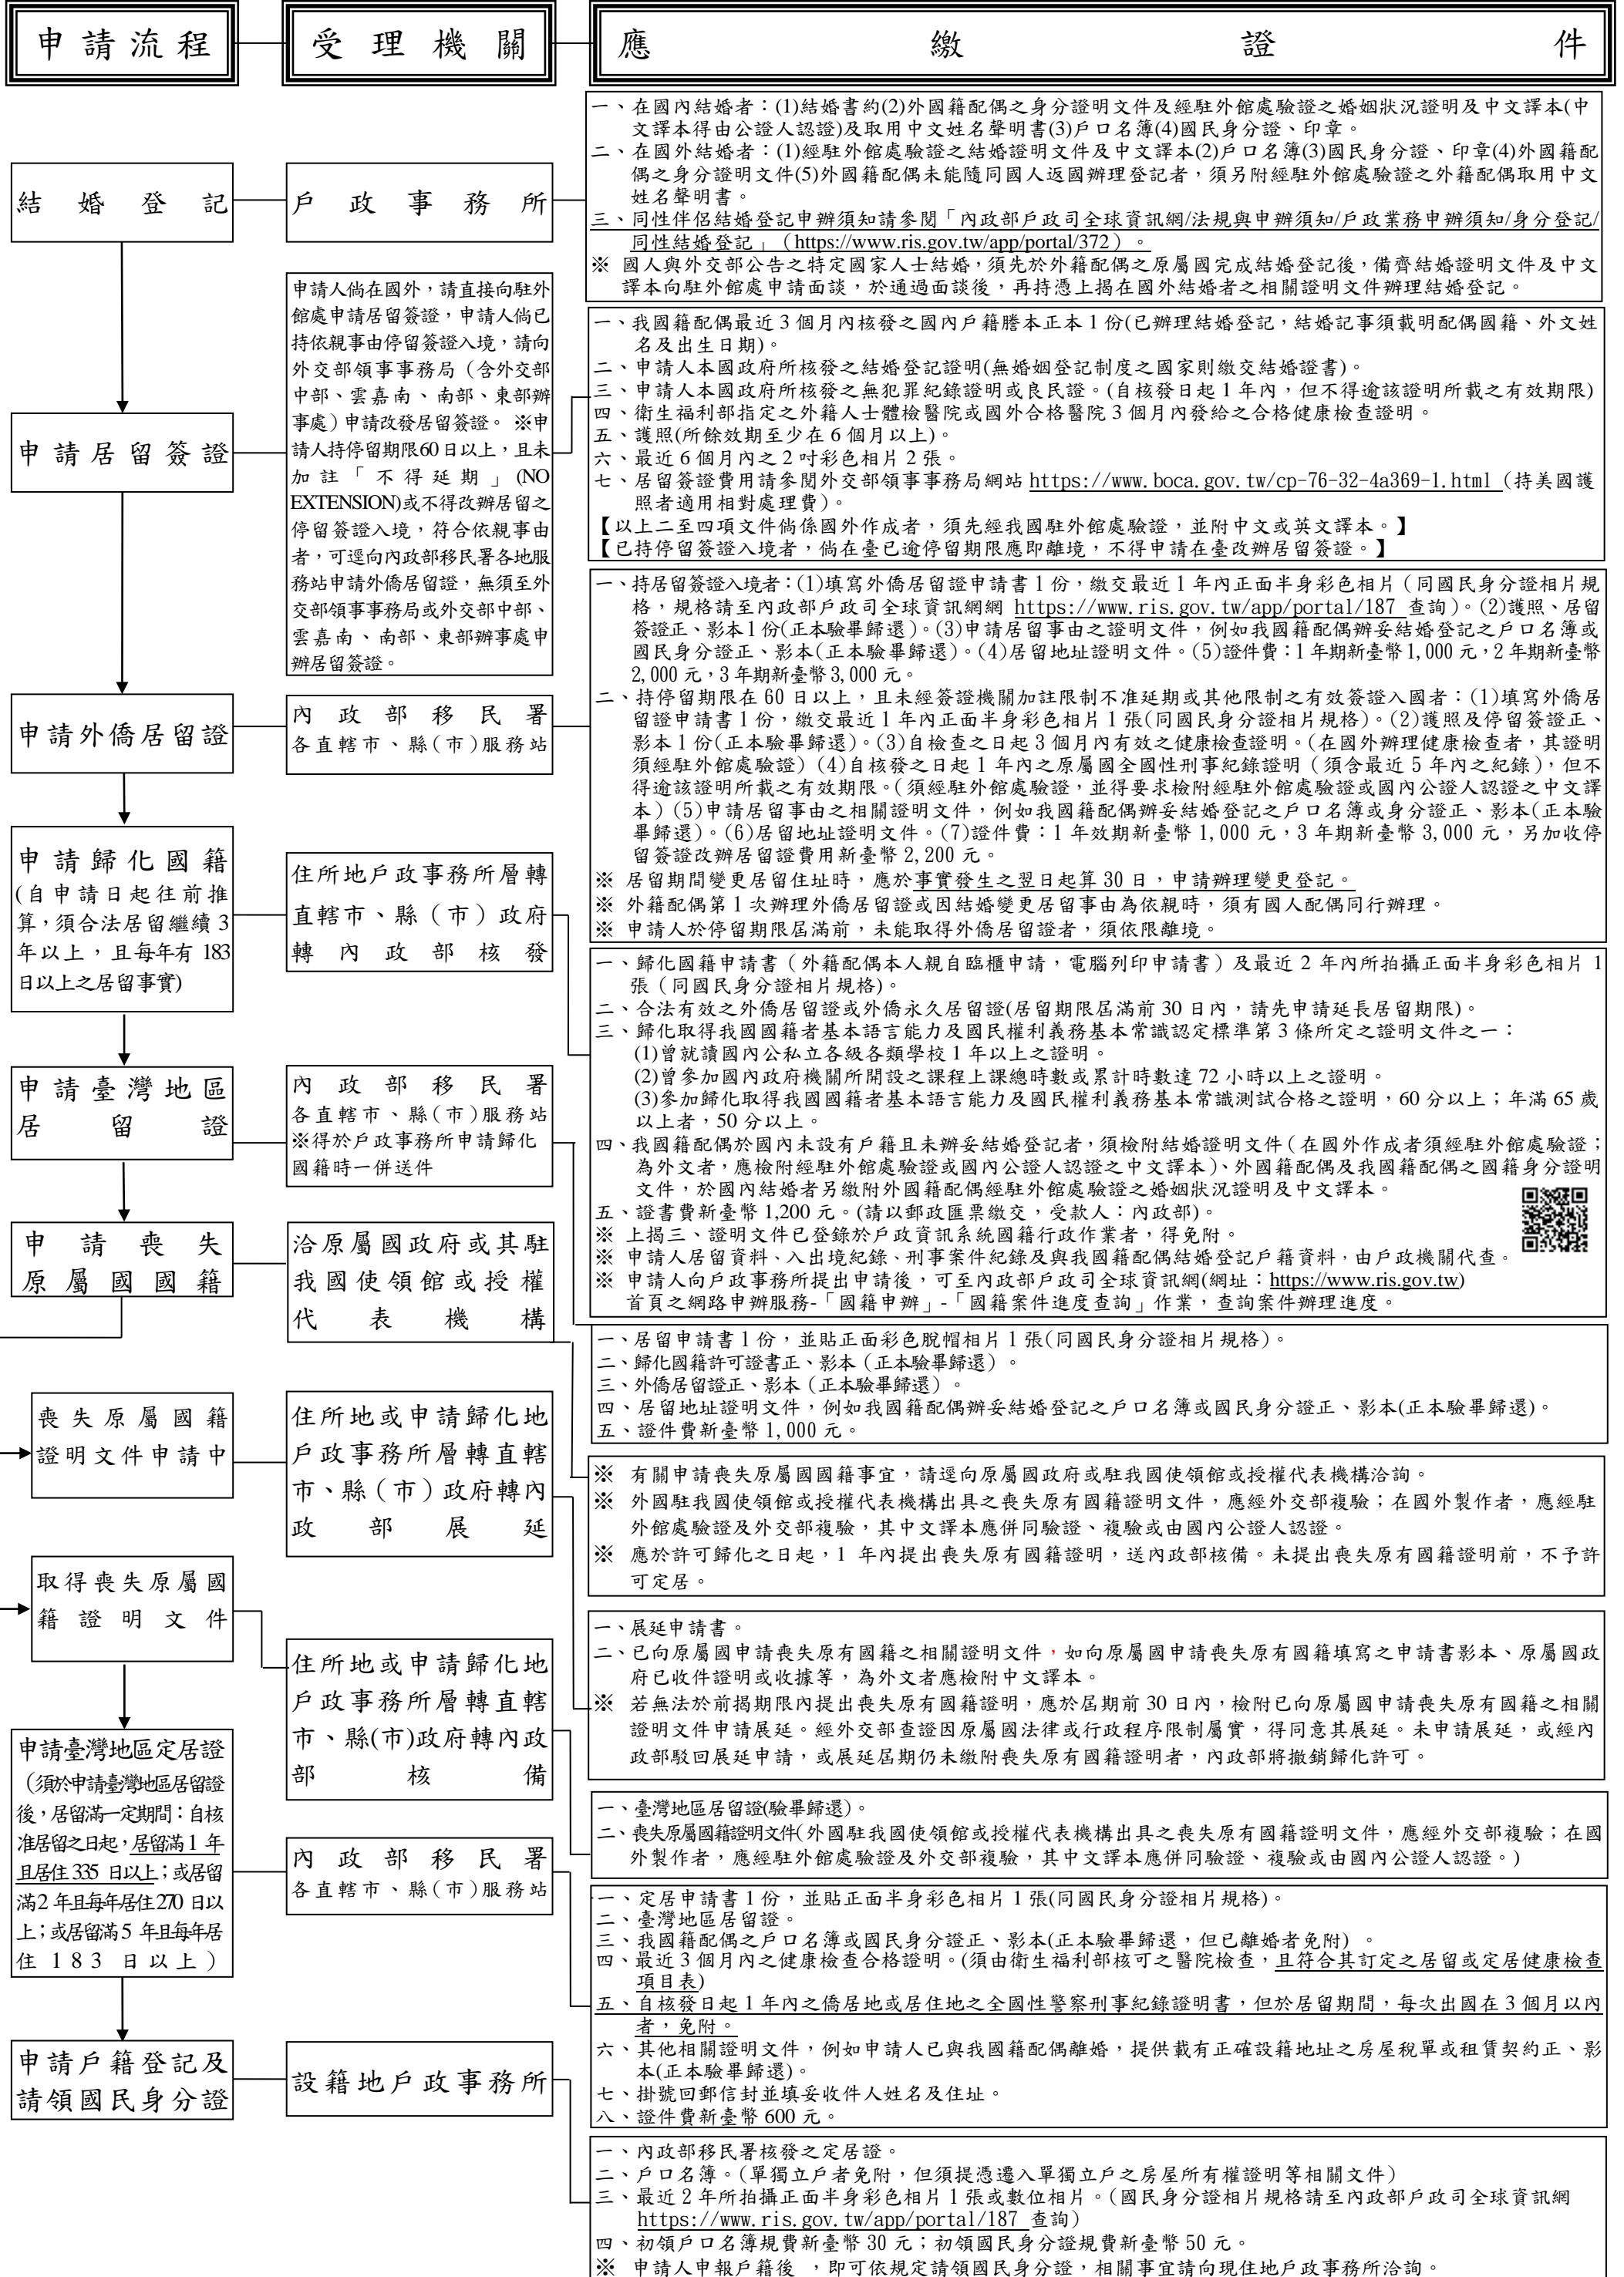 申請流程
受理機關
應繳證件
結婚登記
戶政事務所
一、在國內結婚者：(1)結婚書約(2)外國籍配偶之身分證明文件及經駐外館處驗證之婚姻狀況證明及中文譯本(中
文譯本得由公證人認證)及取用中文姓名聲明書(3)戶口名簿(4)國民身分證、印章。
二、在國外結婚者：(1)經駐外館處驗證之結婚證明文件及中文譯本(2)戶口名簿(3)國民身分證、印章(4)外國籍配
偶之身分證明文件(5)外國籍配偶未能隨同國人返國辦理登記者，須另附經駐外館處驗證之外籍配偶取用中文
姓名聲明書。
三、同性伴侶結婚登記申辦須知請參閱「內政部戶政司全球資訊網/法規與申辦須知/戶政業務申辦須知/身分登記/
同性結婚登記」（https://www.ris.gov.tw/app/portal/372）。
※ 國人與外交部公告之特定國家人士結婚，須先於外籍配偶之原屬國完成結婚登記後，備齊結婚證明文件及中文
譯本向駐外館處申請面談，於通過面談後，再持憑上揭在國外結婚者之相關證明文件辦理結婚登記。
申請居留簽證
申請人倘在國外，請直接向駐外
館處申請居留簽證，申請人倘已
持依親事由停留簽證入境，請向
外交部領事事務局（含外交部
中部、雲嘉南、南部、東部辦
事處）申請改發居留簽證。※申
請人持停留期限60日以上，且未
加註「不得延期」(NO
EXTENSION)或不得改辦居留之
停留簽證入境，符合依親事由
者，可逕向內政部移民署各地服
務站申請外僑居留證，無須至外
交部領事事務局或外交部中部、
雲嘉南、南部、東部辦事處申
辦居留簽證。
一、我國籍配偶最近 3 個月內核發之國內戶籍謄本正本 1 份(已辦理結婚登記，結婚記事須載明配偶國籍、外文姓
名及出生日期)。
二、申請人本國政府所核發之結婚登記證明(無婚姻登記制度之國家則繳交結婚證書)。
三、申請人本國政府所核發之無犯罪紀錄證明或良民證。(自核發日起 1 年內，但不得逾該證明所載之有效期限)
四、衛生福利部指定之外籍人士體檢醫院或國外合格醫院 3 個月內發給之合格健康檢查證明。
五、護照(所餘效期至少在 6 個月以上)。
六、最近 6 個月內之 2 吋彩色相片 2 張。
七、居留簽證費用請參閱外交部領事事務局網站 https://www.boca.gov.tw/cp-76-32-4a369-1.html (持美國護
照者適用相對處理費)。
【以上二至四項文件倘係國外作成者，須先經我國駐外館處驗證，並附中文或英文譯本。】
【已持停留簽證入境者，倘在臺已逾停留期限應即離境，不得申請在臺改辦居留簽證。】
申請外僑居留證
內政部移民署
各直轄市、縣(市)服務站
一、持居留簽證入境者：(1)填寫外僑居留證申請書 1 份，繳交最近 1 年內正面半身彩色相片（同國民身分證相片規
格，規格請至內政部戶政司全球資訊網網 https://www.ris.gov.tw/app/portal/187 查詢）。(2)護照、居留
簽證正、影本 1 份(正本驗畢歸還)。(3)申請居留事由之證明文件，例如我國籍配偶辦妥結婚登記之戶口名簿或
國民身分證正、影本(正本驗畢歸還)。(4)居留地址證明文件。(5)證件費：1 年期新臺幣 1,000 元，2 年期新臺幣
2,000 元，3 年期新臺幣 3,000 元。
二、持停留期限在 60 日以上，且未經簽證機關加註限制不准延期或其他限制之有效簽證入國者：(1)填寫外僑居
留證申請書 1 份，繳交最近 1 年內正面半身彩色相片 1 張(同國民身分證相片規格)。(2)護照及停留簽證正、
影本 1 份(正本驗畢歸還)。(3)自檢查之日起 3 個月內有效之健康檢查證明。(在國外辦理健康檢查者，其證明
須經駐外館處驗證) (4)自核發之日起 1 年內之原屬國全國性刑事紀錄證明（須含最近 5 年內之紀錄），但不
得逾該證明所載之有效期限。(須經駐外館處驗證，並得要求檢附經駐外館處驗證或國內公證人認證之中文譯
本) (5)申請居留事由之相關證明文件，例如我國籍配偶辦妥結婚登記之戶口名簿或身分證正、影本(正本驗
畢歸還)。(6)居留地址證明文件。(7)證件費：1 年效期新臺幣 1,000 元，3 年期新臺幣 3,000 元，另加收停
留簽證改辦居留證費用新臺幣 2,200 元。
※ 居留期間變更居留住址時，應於事實發生之翌日起算 30 日，申請辦理變更登記。
※ 外籍配偶第 1 次辦理外僑居留證或因結婚變更居留事由為依親時，須有國人配偶同行辦理。
※ 申請人於停留期限屆滿前，未能取得外僑居留證者，須依限離境。
申請歸化國籍
(自申請日起往前推
算，須合法居留繼續 3
年以上，且每年有 183
日以上之居留事實)
住所地戶政事務所層轉
直轄市、縣（市）政府
轉內政部核發
一、歸化國籍申請書（外籍配偶本人親自臨櫃申請，電腦列印申請書）及最近 2 年內所拍攝正面半身彩色相片 1
張（同國民身分證相片規格)。
二、合法有效之外僑居留證或外僑永久居留證(居留期限屆滿前 30 日內，請先申請延長居留期限)。
三、歸化取得我國國籍者基本語言能力及國民權利義務基本常識認定標準第 3 條所定之證明文件之一：
(1)曾就讀國內公私立各級各類學校 1 年以上之證明。
(2)曾參加國內政府機關所開設之課程上課總時數或累計時數達 72 小時以上之證明。
(3)參加歸化取得我國國籍者基本語言能力及國民權利義務基本常識測試合格之證明，60 分以上；年滿 65 歲
以上者，50 分以上。
四、我國籍配偶於國內未設有戶籍且未辦妥結婚登記者，須檢附結婚證明文件（在國外作成者須經駐外館處驗證；
為外文者，應檢附經駐外館處驗證或國內公證人認證之中文譯本）、外國籍配偶及我國籍配偶之國籍身分證明
文件，於國內結婚者另繳附外國籍配偶經駐外館處驗證之婚姻狀況證明及中文譯本。
五、證書費新臺幣 1,200 元。(請以郵政匯票繳交，受款人：內政部)。
※ 上揭三、證明文件已登錄於戶政資訊系統國籍行政作業者，得免附。
※ 申請人居留資料、入出境紀錄、刑事案件紀錄及與我國籍配偶結婚登記戶籍資料，由戶政機關代查。
※ 申請人向戶政事務所提出申請後，可至內政部戶政司全球資訊網(網址：https://www.ris.gov.tw)
首頁之網路申辦服務-「國籍申辦」-「國籍案件進度查詢」作業，查詢案件辦理進度。
申請臺灣地區
居留證
內政部移民署
各直轄市、縣(市)服務站
※得於戶政事務所申請歸化
國籍時一併送件
一、居留申請書 1 份，並貼正面彩色脫帽相片 1 張(同國民身分證相片規格)。
二、歸化國籍許可證書正、影本（正本驗畢歸還）。
三、外僑居留證正、影本（正本驗畢歸還）。
四、居留地址證明文件，例如我國籍配偶辦妥結婚登記之戶口名簿或國民身分證正、影本(正本驗畢歸還)。
五、證件費新臺幣 1,000 元。
申請喪失
原屬國國籍
洽原屬國政府或其駐
我國使領館或授權
代表機構
※ 有關申請喪失原屬國國籍事宜，請逕向原屬國政府或駐我國使領館或授權代表機構洽詢。
※ 外國駐我國使領館或授權代表機構出具之喪失原有國籍證明文件，應經外交部複驗；在國外製作者，應經駐
外館處驗證及外交部複驗，其中文譯本應併同驗證、複驗或由國內公證人認證。
※ 應於許可歸化之日起，1 年內提出喪失原有國籍證明，送內政部核備。未提出喪失原有國籍證明前，不予許
可定居。
喪失原屬國籍
證明文件申請中
住所地或申請歸化地
戶政事務所層轉直轄
市、縣（市）政府轉內
政部展延
一、展延申請書。
二、已向原屬國申請喪失原有國籍之相關證明文件，如向原屬國申請喪失原有國籍填寫之申請書影本、原屬國政
府已收件證明或收據等，為外文者應檢附中文譯本。
※ 若無法於前揭期限內提出喪失原有國籍證明，應於屆期前 30 日內，檢附已向原屬國申請喪失原有國籍之相關
證明文件申請展延。經外交部查證因原屬國法律或行政程序限制屬實，得同意其展延。未申請展延，或經內
政部駁回展延申請，或展延屆期仍未繳附喪失原有國籍證明者，內政部將撤銷歸化許可。
取得喪失原屬國
籍證明文件
住所地或申請歸化地
戶政事務所層轉直轄
市、縣(市)政府轉內政
部核備
一、臺灣地區居留證(驗畢歸還)。
二、喪失原屬國籍證明文件(外國駐我國使領館或授權代表機構出具之喪失原有國籍證明文件，應經外交部複驗；在國
外製作者，應經駐外館處驗證及外交部複驗，其中文譯本應併同驗證、複驗或由國內公證人認證。)
申請臺灣地區定居證
（須於申請臺灣地區居留證
後，居留滿一定期間：自核
准居留之日起，居留滿 1 年
且居住 335 日以上；或居留
滿 2 年且每年居住 270 日以
上；或居留滿 5 年且每年居
住 183 日以上）
內政部移民署
各直轄市、縣(市)服務站
一、定居申請書 1 份，並貼正面半身彩色相片 1 張(同國民身分證相片規格)。
二、臺灣地區居留證。
三、我國籍配偶之戶口名簿或國民身分證正、影本(正本驗畢歸還，但已離婚者免附)。
四、最近 3 個月內之健康檢查合格證明。(須由衛生福利部核可之醫院檢查，且符合其訂定之居留或定居健康檢查
項目表)
五、自核發日起 1 年內之僑居地或居住地之全國性警察刑事紀錄證明書，但於居留期間，每次出國在 3 個月以內
者，免附。
六、其他相關證明文件，例如申請人已與我國籍配偶離婚，提供載有正確設籍地址之房屋稅單或租賃契約正、影
本(正本驗畢歸還)。
七、掛號回郵信封並填妥收件人姓名及住址。
八、證件費新臺幣 600 元。
申請戶籍登記及
請領國民身分證
設籍地戶政事務所
一、內政部移民署核發之定居證。
二、戶口名簿。(單獨立戶者免附，但須提憑遷入單獨立戶之房屋所有權證明等相關文件)
三、最近 2 年所拍攝正面半身彩色相片 1 張或數位相片。(國民身分證相片規格請至內政部戶政司全球資訊網
https://www.ris.gov.tw/app/portal/187 查詢)
四、初領戶口名簿規費新臺幣 30 元；初領國民身分證規費新臺幣 50 元。
※ 申請人申報戶籍後，即可依規定請領國民身分證，相關事宜請向現住地戶政事務所洽詢。